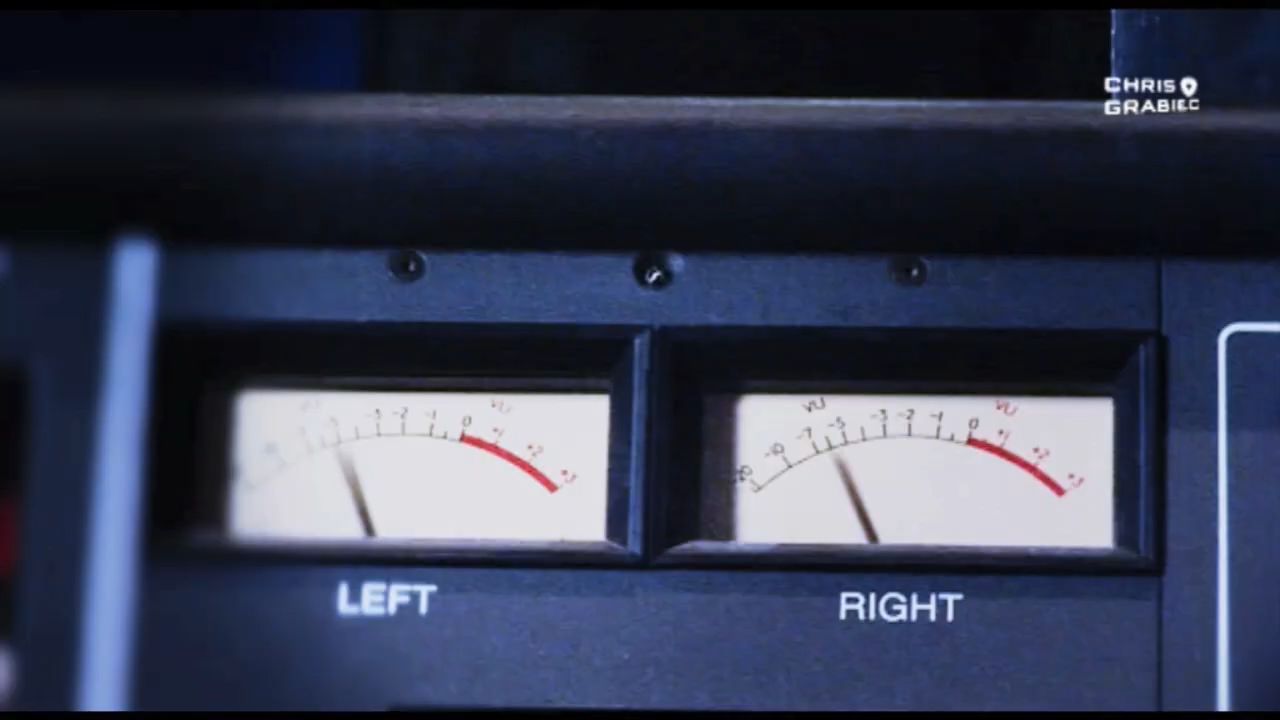 CHRIS
GRABIEC
VU
-3 -2 -1 0
VU
+1 +2 +3
VU
-20 -10 -7 -5 -3 -2 -1 0
VU
+1 +2 +3
LEFT
RIGHT